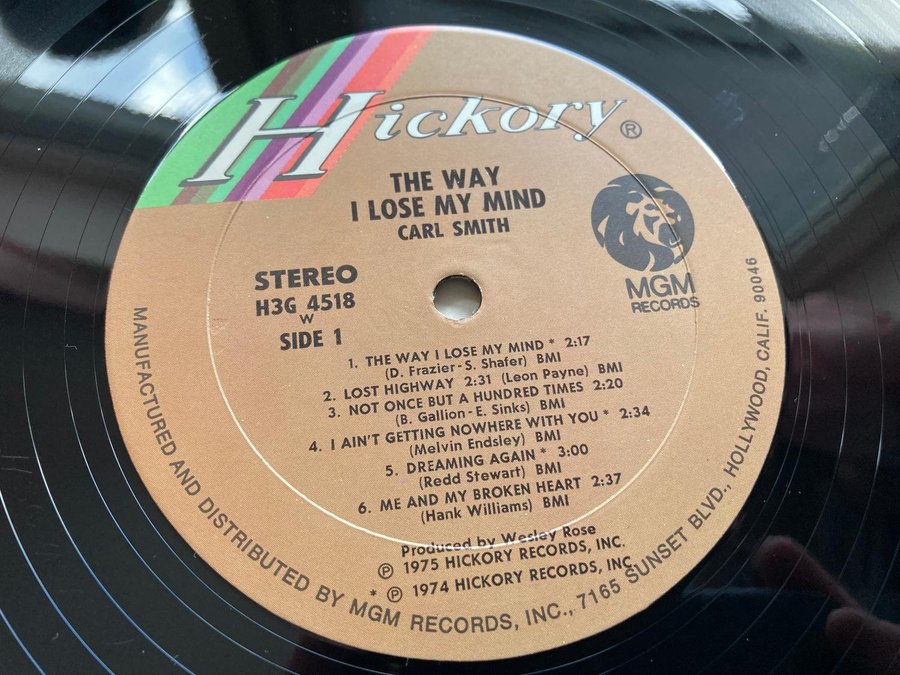 Hickory®
THE WAY
I LOSE MY MIND
CARL SMITH
MGM
RECORDS
STEREO
H3G 4518
W
SIDE 1
1. THE WAY I LOSE MY MIND * 2:17
(D. Frazier-S. Shafer) BMI
2. LOST HIGHWAY 2:31 (Leon Payne) BMI
3. NOT ONCE BUT A HUNDRED TIMES 2:20
(B. Gallion-E. Sinks) BMI
4. I AIN'T GETTING NOWHERE WITH YOU * 2:34
(Melvin Endsley) BMI
5. DREAMING AGAIN * 3:00
(Redd Stewart) BMI
6. ME AND MY BROKEN HEART 2:37
(Hank Williams) BMI
Produced by Wesley Rose
℗ 1975 HICKORY RECORDS, INC.
* ℗ 1974 HICKORY RECORDS, INC.
MANUFACTURED AND DISTRIBUTED BY MGM RECORDS, INC., 7165 SUNSET BLVD., HOLLYWOOD, CALIF. 90046